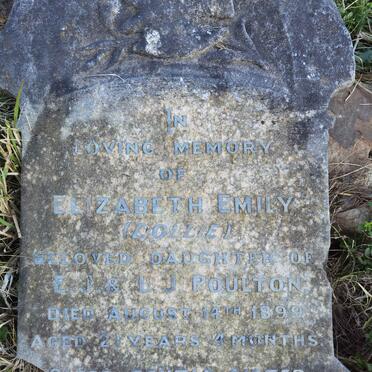 IN
LOVING MEMORY
OF
ELIZABETH EMILY
(DOLLIE)
BELOVED DAUGHTER OF
E.J & L.J POULTON
DIED AUGUST 14TH 1899
AGED 21 YEARS 4 MONTHS